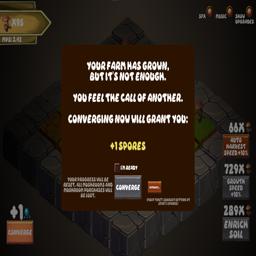 X96
SFX
MUSIC
SHOW UPGRADES
YOUR FARM HAS GROWN,
BUT IT'S NOT ENOUGH.
YOU FEEL THE CALL OF ANOTHER.
CONVERGING NOW WILL GRANT YOU:
+1 SPORES
I'M READY
YOUR PROGRESS WILL BE
RESET. ALL MUSHROOMS AND
MUSHROOM PURCHASES WILL
BE LOST.
CONVERGE
66X
AUTO
HARVEST
SPEED +10%
729X
GROWTH
SPEED
+10%
289X
ENRICH
SOIL
+1
CONVERGE